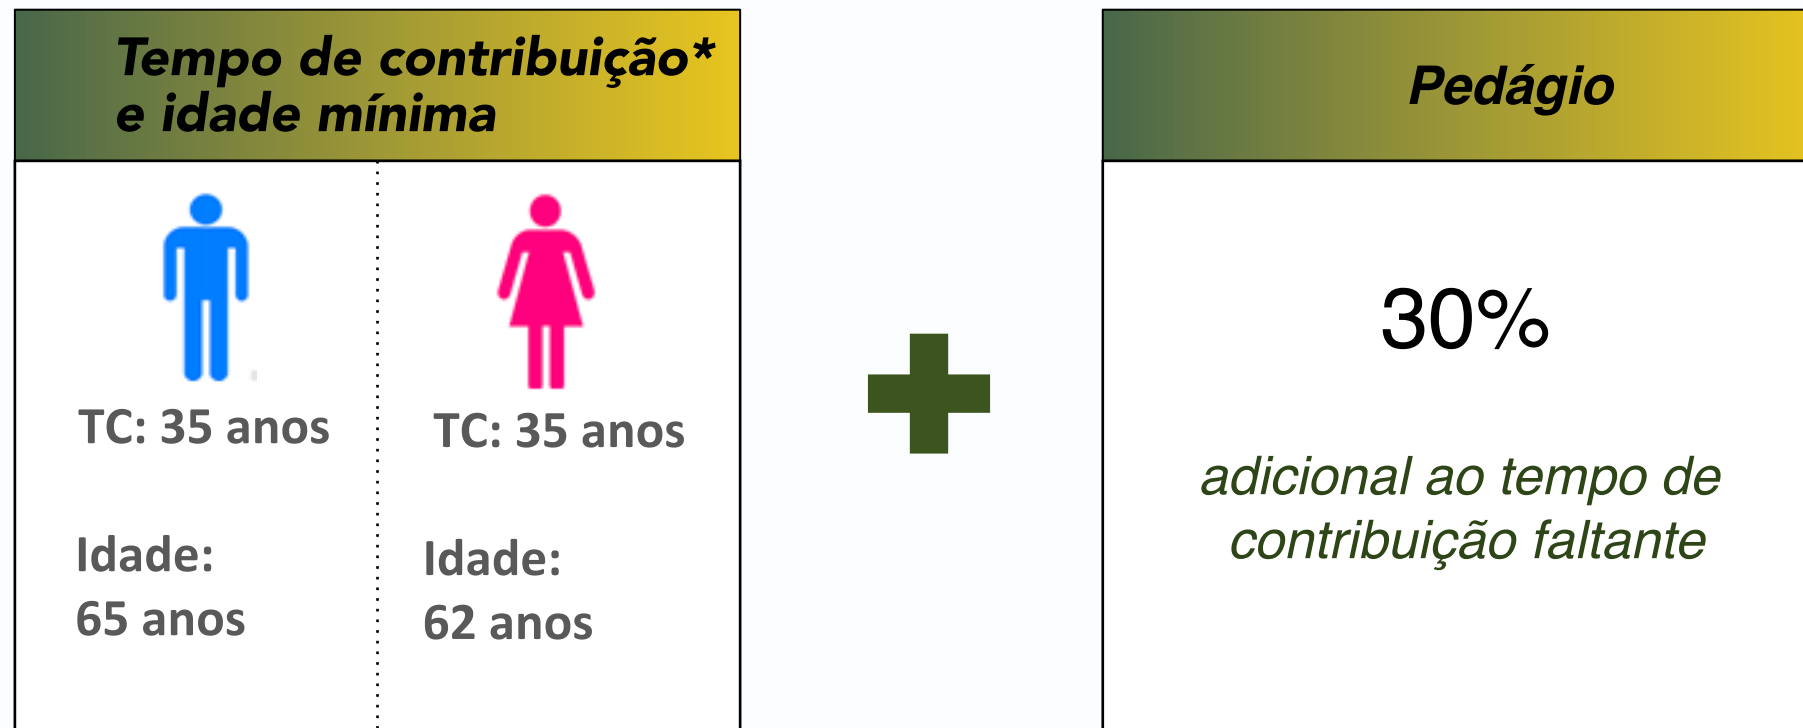 Tempo de contribuição*
e idade mínima
TC: 35 anos
Idade:
65 anos
TC: 35 anos
Idade:
62 anos
Pedágio
30%
adicional ao tempo de
contribuição faltante